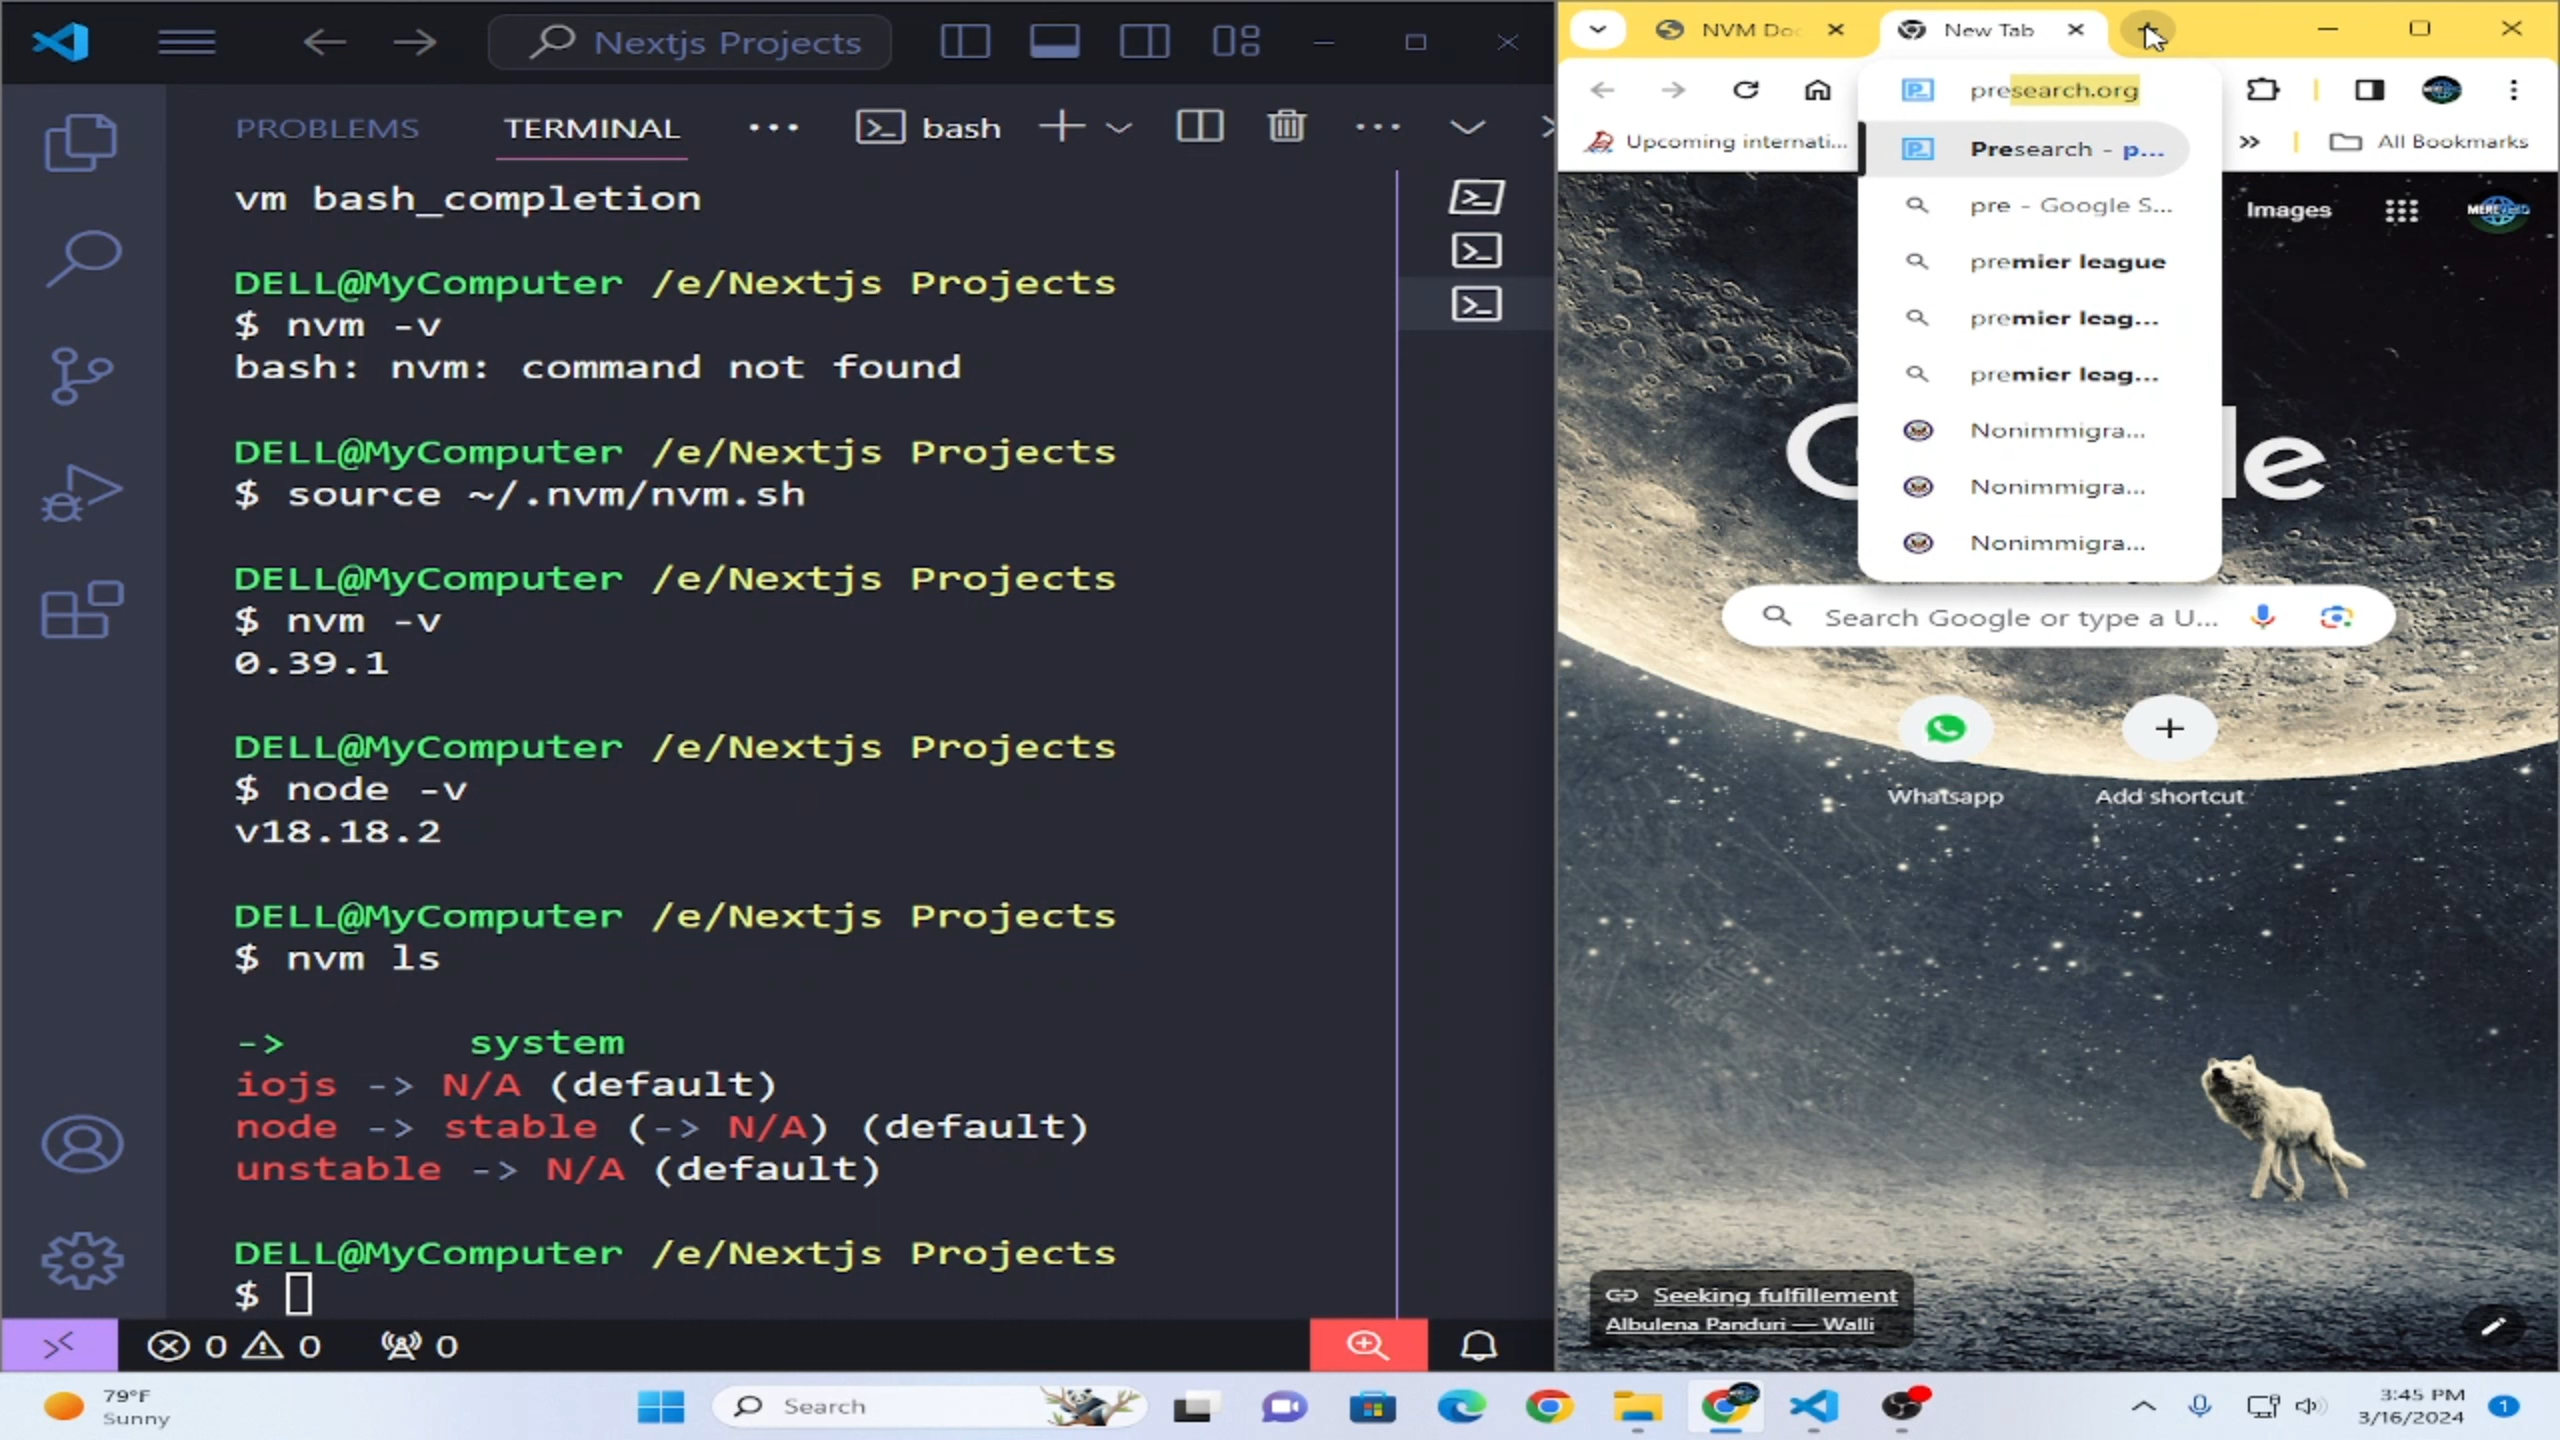 Nextjs Projects
PROBLEMS
TERMINAL
bash
vm bash_completion
DELL@MyComputer /e/Nextjs Projects
$ nvm -v
bash: nvm: command not found
DELL@MyComputer /e/Nextjs Projects
$ source ~/.nvm/nvm.sh
DELL@MyComputer /e/Nextjs Projects
$ nvm -v
0.39.1
DELL@MyComputer /e/Nextjs Projects
$ node -v
v18.18.2
DELL@MyComputer /e/Nextjs Projects
$ nvm ls
-> system
iojs -> N/A (default)
node -> stable (-> N/A) (default)
unstable -> N/A (default)
DELL@MyComputer /e/Nextjs Projects
$
0 0 0
NVM Doc
New Tab
presearch.org
Upcoming internati...
All Bookmarks
Presearch - p...
pre - Google S...
premier league
premier leag...
premier leag...
Nonimmigra...
Nonimmigra...
Nonimmigra...
Images
Search Google or type a U...
Whatsapp
Add shortcut
Seeking fulfillement
Albulena Panduri — Walli
79°F
Sunny
Search
3:45 PM
3/16/2024
1